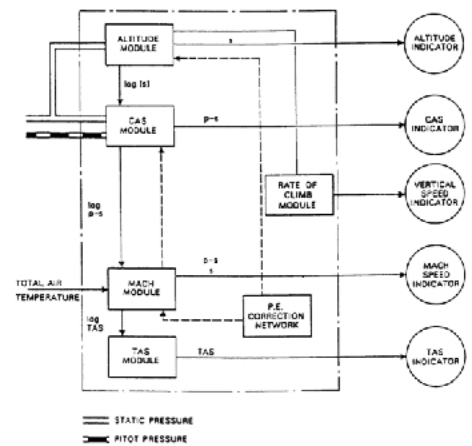 ALTITUDE
MODULE
s
ALTITUDE
INDICATOR
log (s)
CAS
MODULE
p-s
CAS
INDICATOR
RATE OF
CLIMB
MODULE
VERTICAL
SPEED
INDICATOR
log
p-s
TOTAL AIR
TEMPERATURE
MACH
MODULE
p-s
s
MACH
SPEED
INDICATOR
P.E.
CORRECTION
NETWORK
log
TAS
TAS
MODULE
TAS
TAS
INDICATOR
STATIC PRESSURE
PITOT PRESSURE